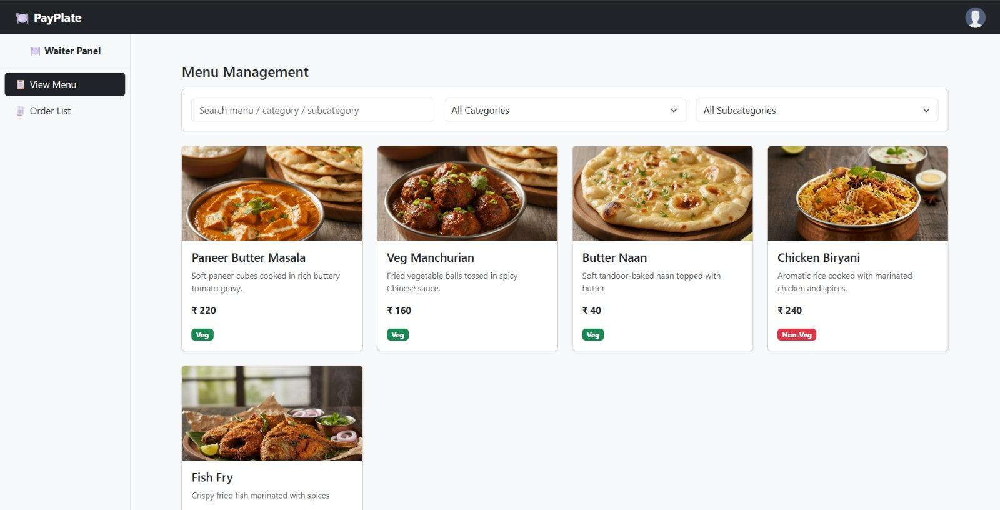 PayPlate
Waiter Panel
View Menu
Order List
Menu Management
Search menu / category / subcategory
All Categories
All Subcategories
Paneer Butter Masala
Soft paneer cubes cooked in rich buttery
tomato gravy.
₹ 220
Veg
Veg Manchurian
Fried vegetable balls tossed in spicy
Chinese sauce.
₹ 160
Veg
Butter Naan
Soft tandoor-baked naan topped with
butter
₹ 40
Veg
Chicken Biryani
Aromatic rice cooked with marinated
chicken and spices.
₹ 240
Non-Veg
Fish Fry
Crispy fried fish marinated with spices